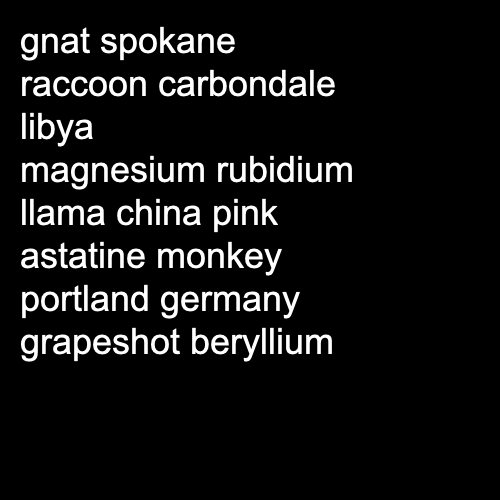 gnat spokane
raccoon carbondale
libya
magnesium rubidium
llama china pink
astatine monkey
portland germany
grapeshot beryllium